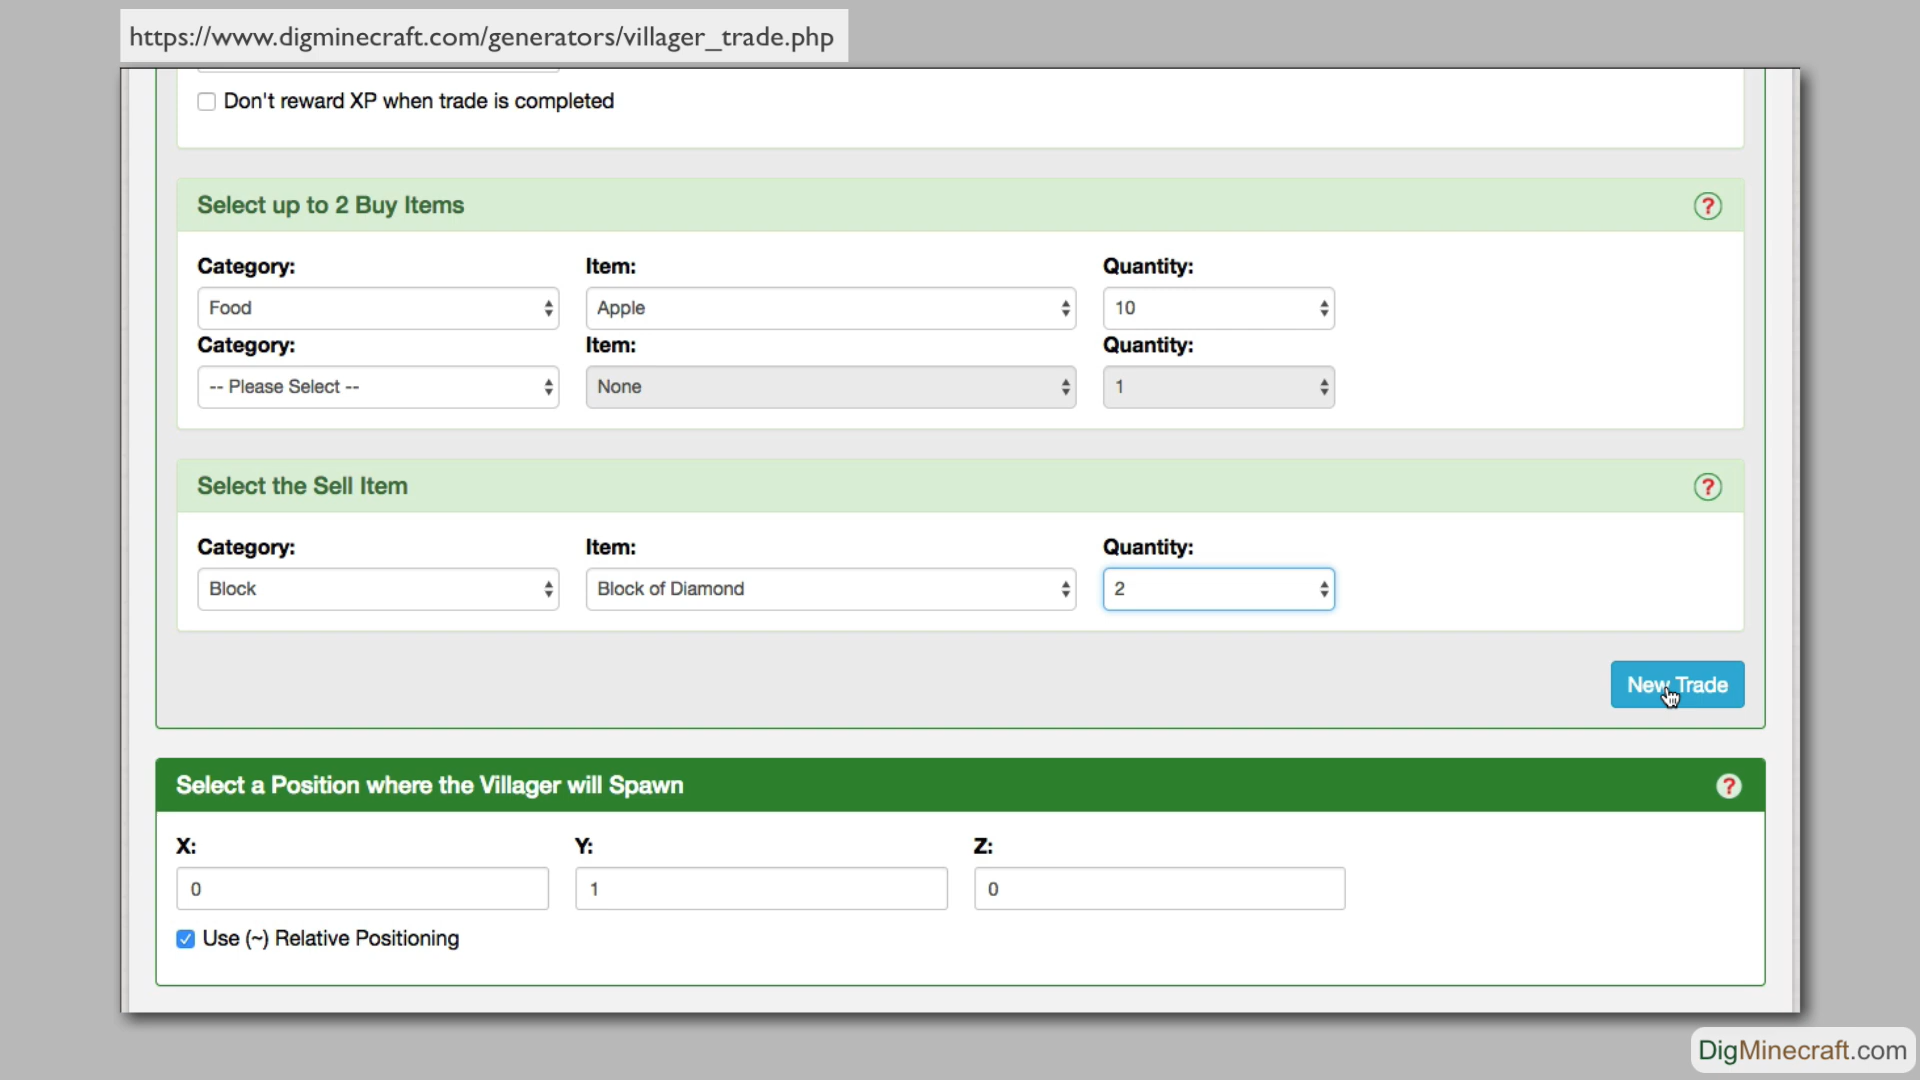 https://www.digminecraft.com/generators/villager_trade.php
Don't reward XP when trade is completed
Select up to 2 Buy Items ?
Category: Item: Quantity:
Food Apple 10
Category: Item: Quantity:
-- Please Select -- None 1
Select the Sell Item ?
Category: Item: Quantity:
Block Block of Diamond 2
New Trade
Select a Position where the Villager will Spawn ?
X: Y: Z:
0 1 0
Use (~) Relative Positioning
DigMinecraft.com